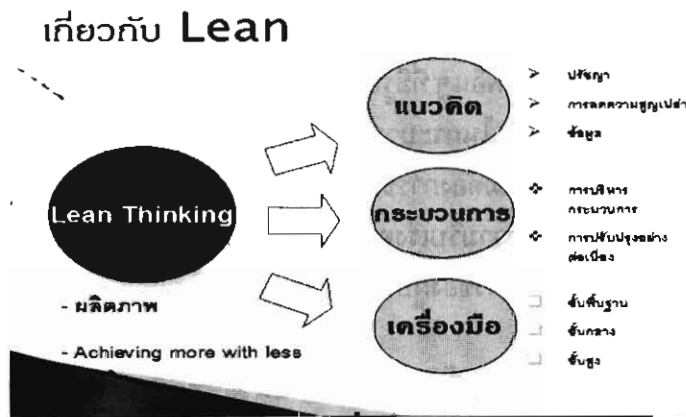 เกี่ยวกับ Lean
Lean Thinking
- ผลิตภาพ
- Achieving more with less
แนวคิด
ปรัชญา
การลดความสูญเปล่า
ข้อมูล
กระบวนการ
การบริหาร
กระบวนการ
การปรับปรุงอย่าง
ต่อเนื่อง
เครื่องมือ
ขั้นพื้นฐาน
ขั้นกลาง
ขั้นสูง